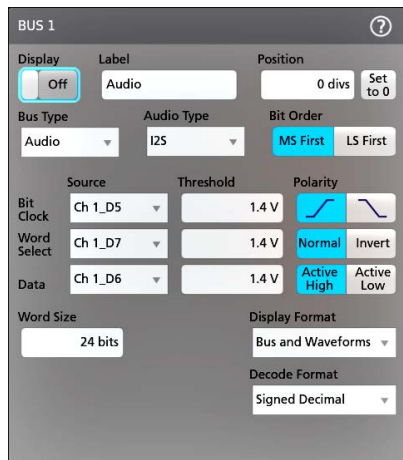 BUS 1 ?
Display Label Position
Off Audio 0 divs Set to 0
Bus Type Audio Type Bit Order
Audio I2S MS First LS First
Source Threshold Polarity
Bit Clock Ch 1_D5 1.4 V
Word Select Ch 1_D7 1.4 V Normal Invert
Data Ch 1_D6 1.4 V Active High Active Low
Word Size Display Format
24 bits Bus and Waveforms
Decode Format
Signed Decimal